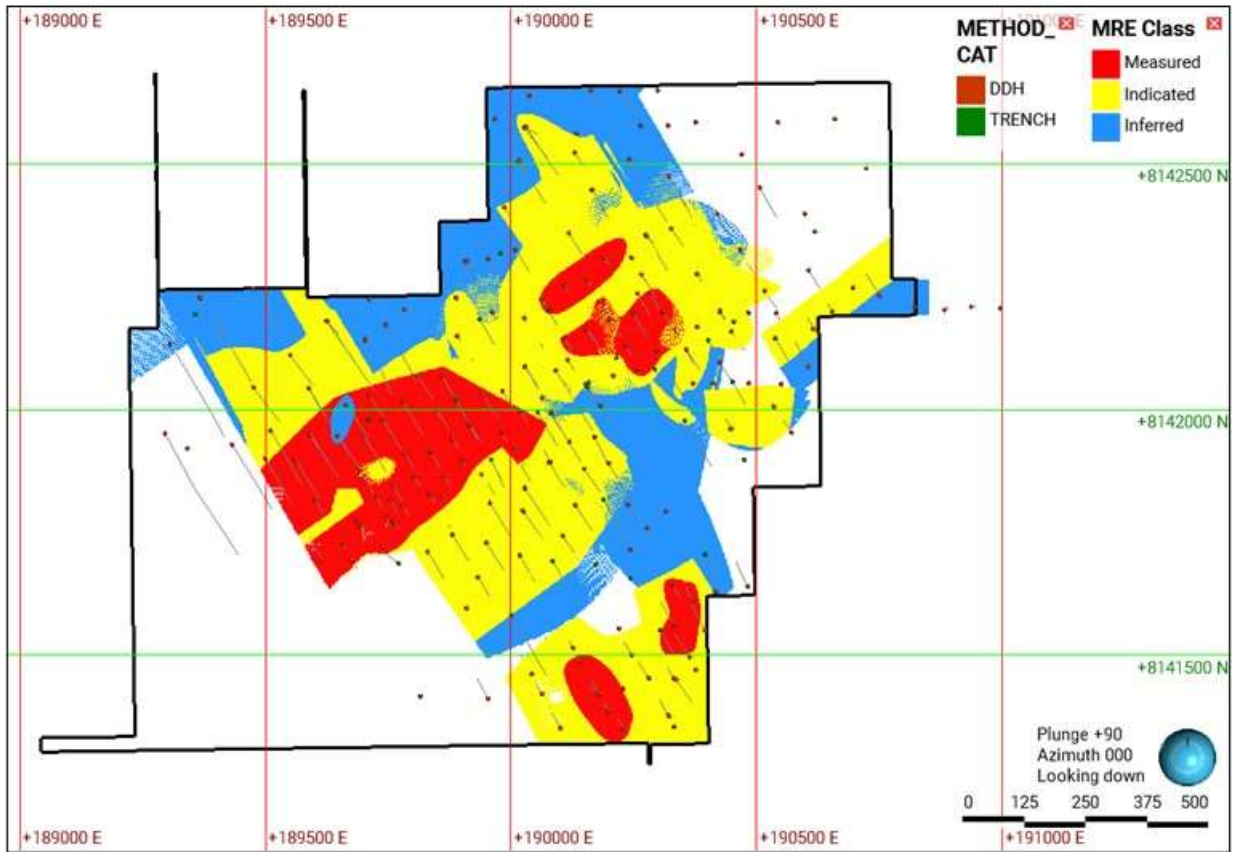 +189000 E
+189500 E
+190000 E
+190500 E
+191000 E
METHOD_
CAT
DDH
TRENCH
MRE Class
Measured
Indicated
Inferred
+8142500 N
+8142000 N
+8141500 N
Plunge +90
Azimuth 000
Looking down
0 125 250 375 500
+189000 E
+189500 E
+190000 E
+190500 E
+191000 E